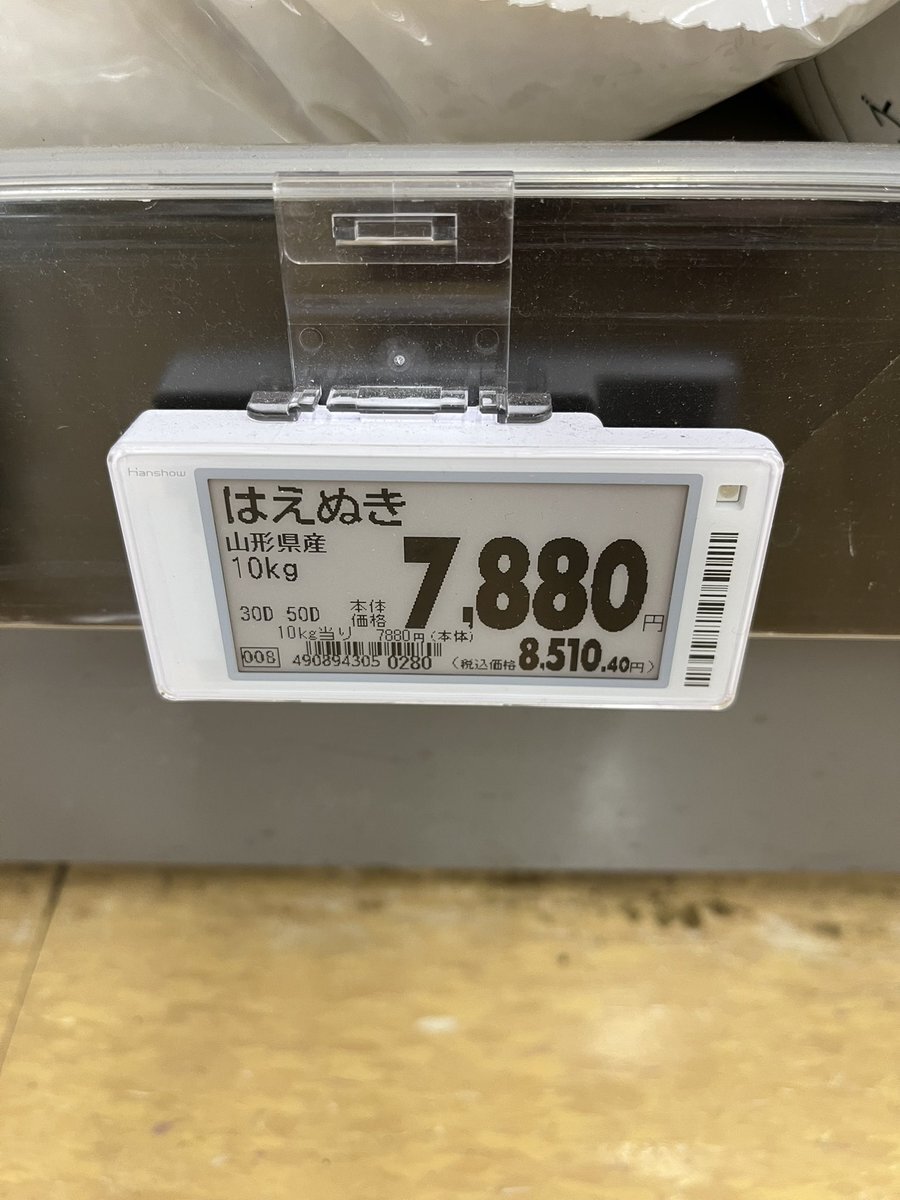 Hanshow
はえぬき
山形県産
10kg
7,880円
本体
価格
30D 50D
10kg当り 7880円(本体)
008
490894305 0280
(税込価格 8,510.40円)